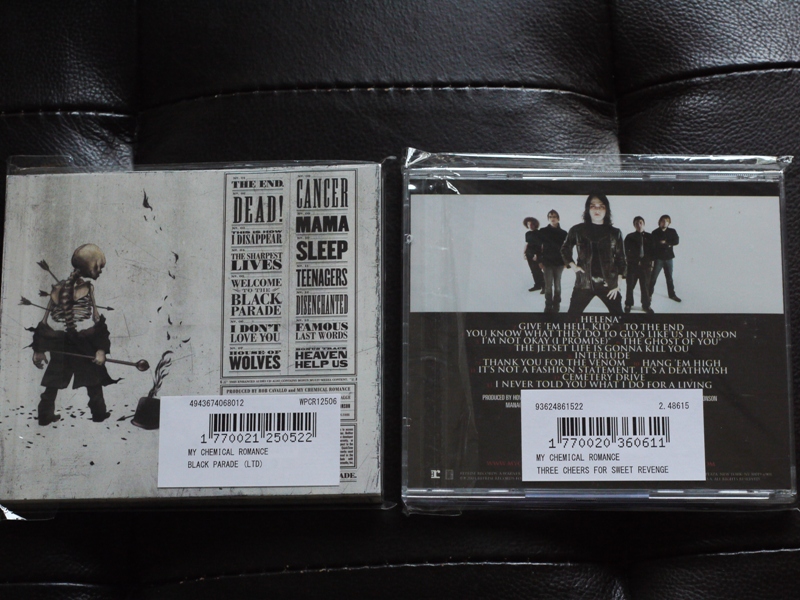 THE END.
DEAD!
THIS IS HOW
I DISAPPEAR
THE SHARPEST
LIVES
WELCOME
TO THE
BLACK
PARADE
I DON'T
LOVE YOU
HOUSE OF
WOLVES
CANCER
MAMA
SLEEP
TEENAGERS
DISENCHANTED
FAMOUS
LAST WORDS
BONUS TRACK
HEAVEN
HELP US
PRODUCED BY ROB CAVALLO AND MY CHEMICAL ROMANCE
4943674068012 WPCR12506
1 770021 250522
MY CHEMICAL ROMANCE
BLACK PARADE (LTD)
HELENA
GIVE 'EM HELL, KID TO THE END
YOU KNOW WHAT THEY DO TO GUYS LIKE US IN PRISON
I'M NOT OKAY (I PROMISE) THE GHOST OF YOU
THE JETSET LIFE IS GONNA KILL YOU
INTERLUDE
THANK YOU FOR THE VENOM HANG 'EM HIGH
IT'S NOT A FASHION STATEMENT, IT'S A DEATHWISH
CEMETERY DRIVE
I NEVER TOLD YOU WHAT I DO FOR A LIVING
PRODUCED BY
93624861522 2.48615
1 770020 360611
MY CHEMICAL ROMANCE
THREE CHEERS FOR SWEET REVENGE